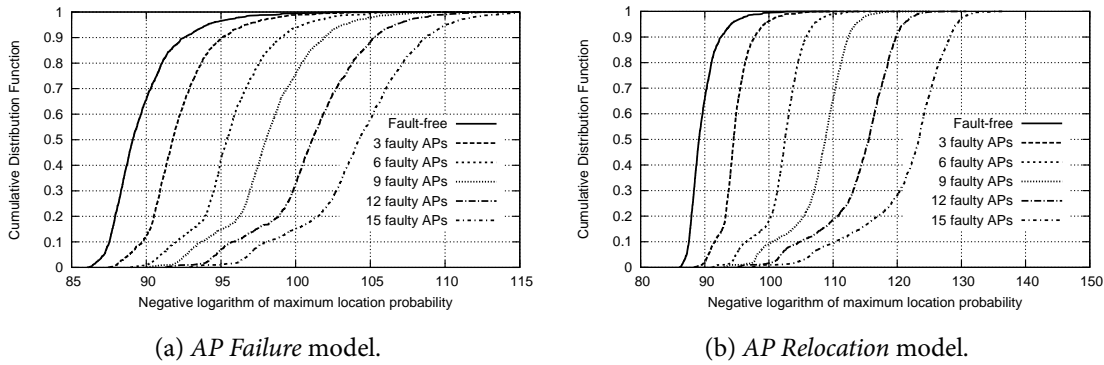 Cumulative Distribution Function
1
0.9
0.8
0.7
0.6
0.5
0.4
0.3
0.2
0.1
0
Fault-free
3 faulty APs
6 faulty APs
9 faulty APs
12 faulty APs
15 faulty APs
85 90 95 100 105 110 115
Negative logarithm of maximum location probability
(a) AP Failure model.
Cumulative Distribution Function
1
0.9
0.8
0.7
0.6
0.5
0.4
0.3
0.2
0.1
0
Fault-free
3 faulty APs
6 faulty APs
9 faulty APs
12 faulty APs
15 faulty APs
80 90 100 110 120 130 140 150
Negative logarithm of maximum location probability
(b) AP Relocation model.